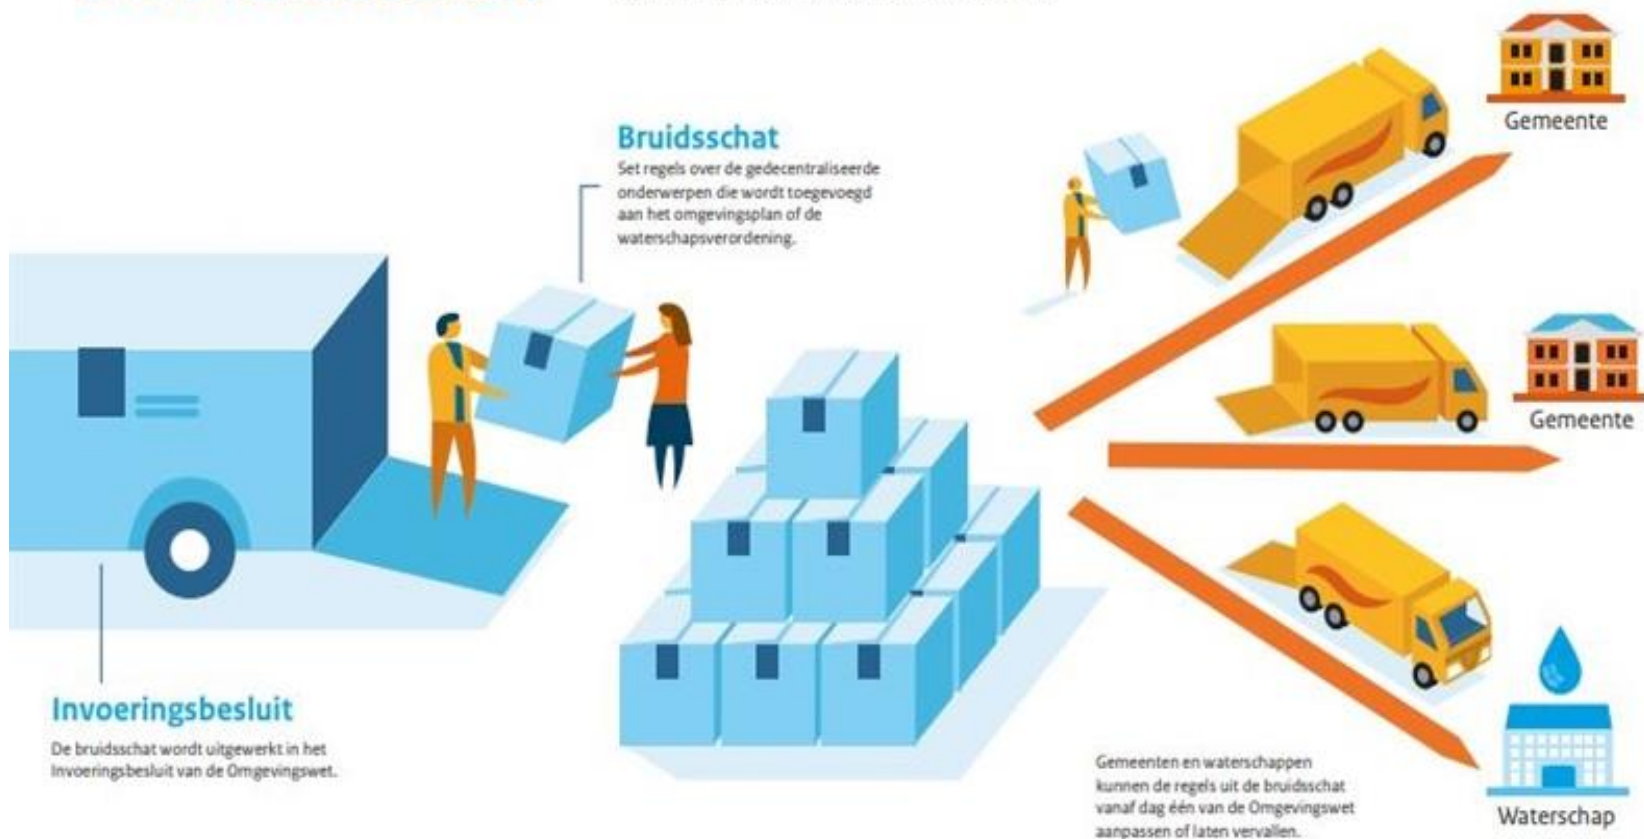 Bruidsschat
Set regels over de gedecentraliseerde
onderwerpen die wordt toegevoegd
aan het omgevingsplan of de
waterschapsverordening.
Gemeente
Gemeente
Invoeringsbesluit
De bruidsschat wordt uitgewerkt in het
Invoeringsbesluit van de Omgevingswet.
Gemeenten en waterschappen
kunnen de regels uit de bruidsschat
vanaf dag één van de Omgevingswet
aanpassen of laten vervallen.
Waterschap